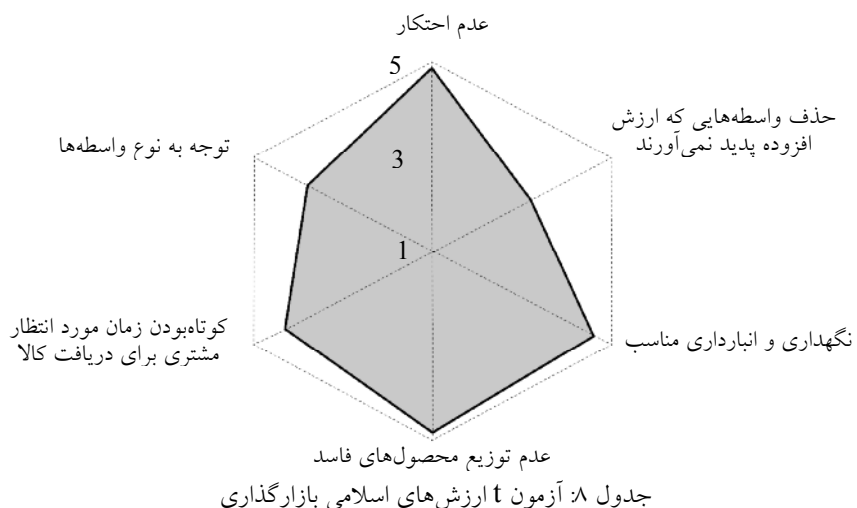 عدم احتکار
5
حذف واسطه‌هایی که ارزش
افزوده پدید نمی‌آورند
توجه به نوع واسطه‌ها
3
1
نگهداری و انبارداری مناسب
کوتاه‌بودن زمان مورد انتظار
مشتری برای دریافت کالا
عدم توزیع محصول‌های فاسد
جدول ۸: آزمون t ارزش‌های اسلامی بازارگذاری